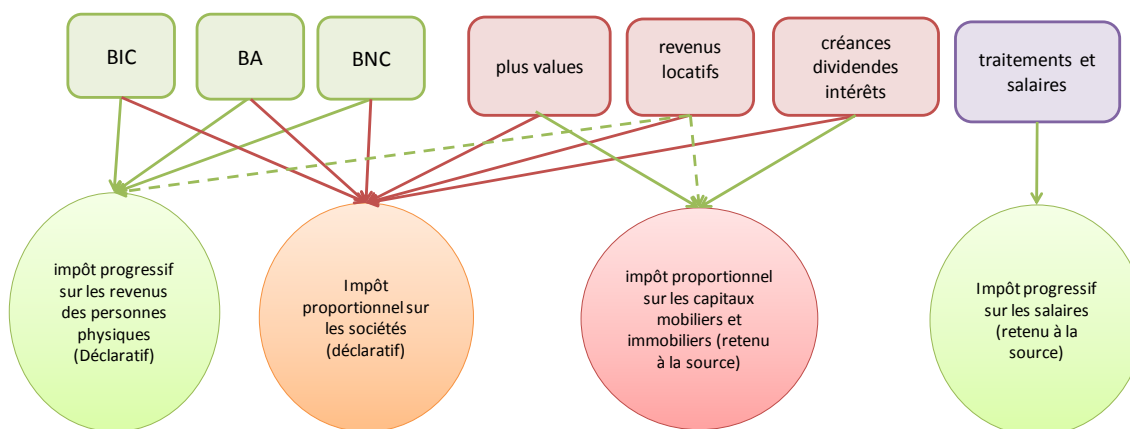 BIC
BA
BNC
plus values
revenus
locatifs
créances
dividendes
intérêts
traitements et
salaires
impôt progressif
sur les revenus
des personnes
physiques
(Déclaratif)
Impôt
proportionnel sur
les sociétés
(déclaratif)
impôt proportionnel
sur les capitaux
mobiliers et
immobiliers (retenu
à la source)
Impôt progressif
sur les salaires
(retenu à la
source)